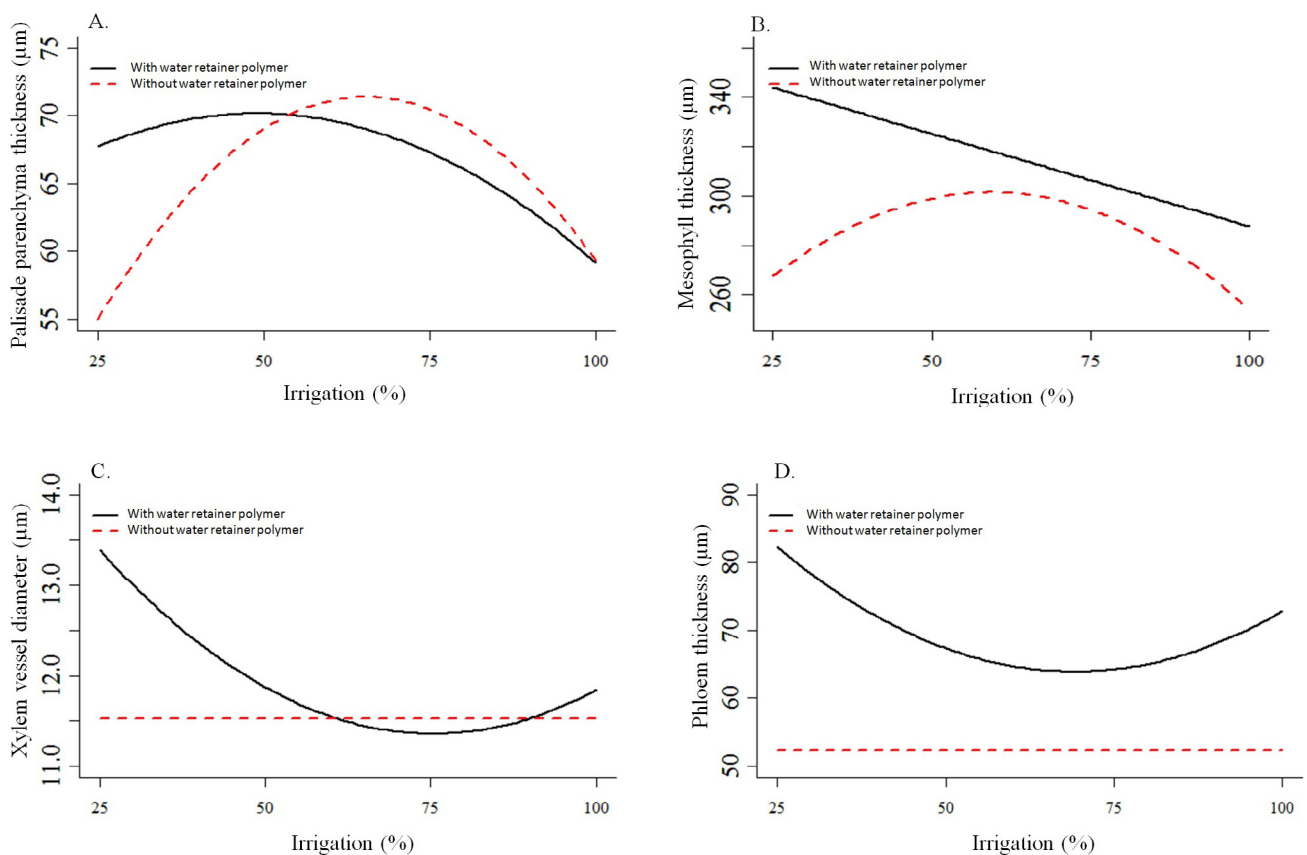 A.
Palisade parenchyma thickness (µm)
75
70
65
60
55
With water retainer polymer
Without water retainer polymer
25
50
75
100
Irrigation (%)
B.
Mesophyll thickness (µm)
340
300
260
With water retainer polymer
Without water retainer polymer
25
50
75
100
Irrigation (%)
C.
Xylem vessel diameter (µm)
14.0
13.0
12.0
11.0
With water retainer polymer
Without water retainer polymer
25
50
75
100
Irrigation (%)
D.
Phloem thickness (µm)
90
80
70
60
50
With water retainer polymer
Without water retainer polymer
25
50
75
100
Irrigation (%)